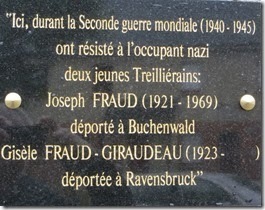 "Ici, durant la Seconde guerre mondiale (1940 - 1945)
ont résisté à l'occupant nazi
deux jeunes Treilliérains:
Joseph FRAUD (1921 - 1969)
déporté à Buchenwald
Gisèle FRAUD - GIRAUDEAU (1923 - )
déportée à Ravensbruck"